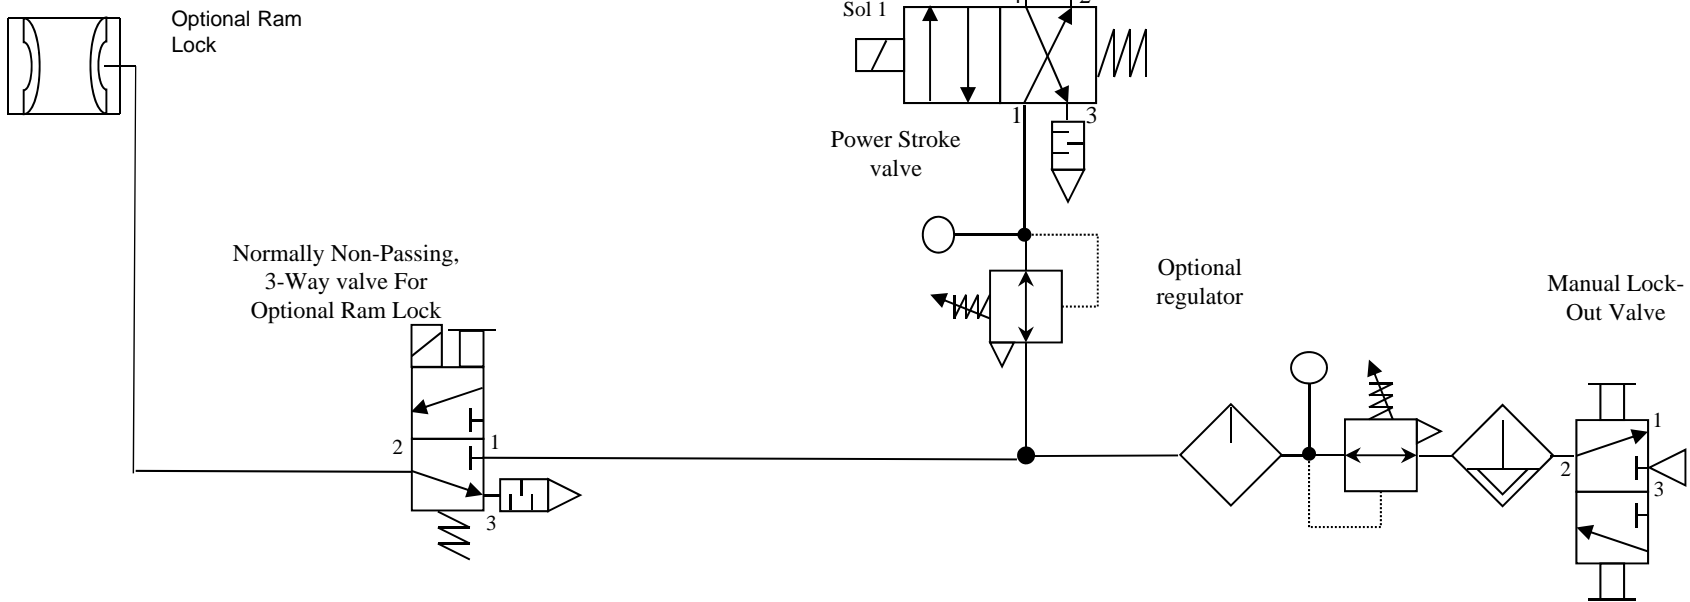 Optional Ram
Lock
Sol 1
2
1
3
Power Stroke
valve
Normally Non-Passing,
3-Way valve For
Optional Ram Lock
Optional
regulator
Manual Lock-
Out Valve
2
1
3
1
2
3